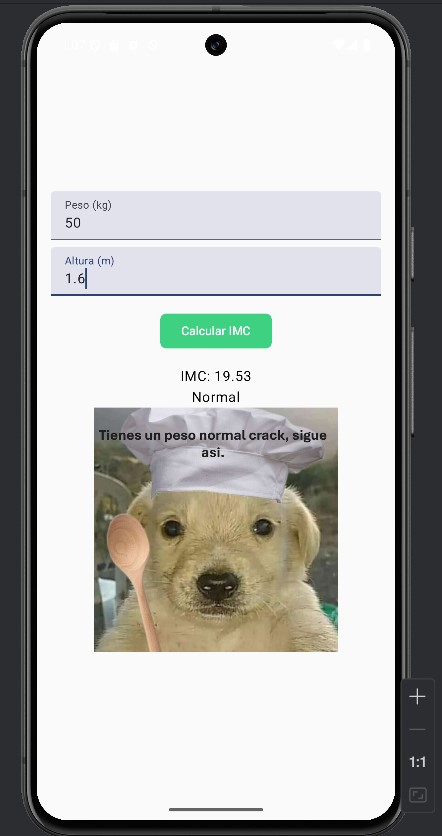 Peso (kg)
50
Altura (m)
1.6
Calcular IMC
IMC: 19.53
Normal
Tienes un peso normal crack, sigue
asi.
1:1